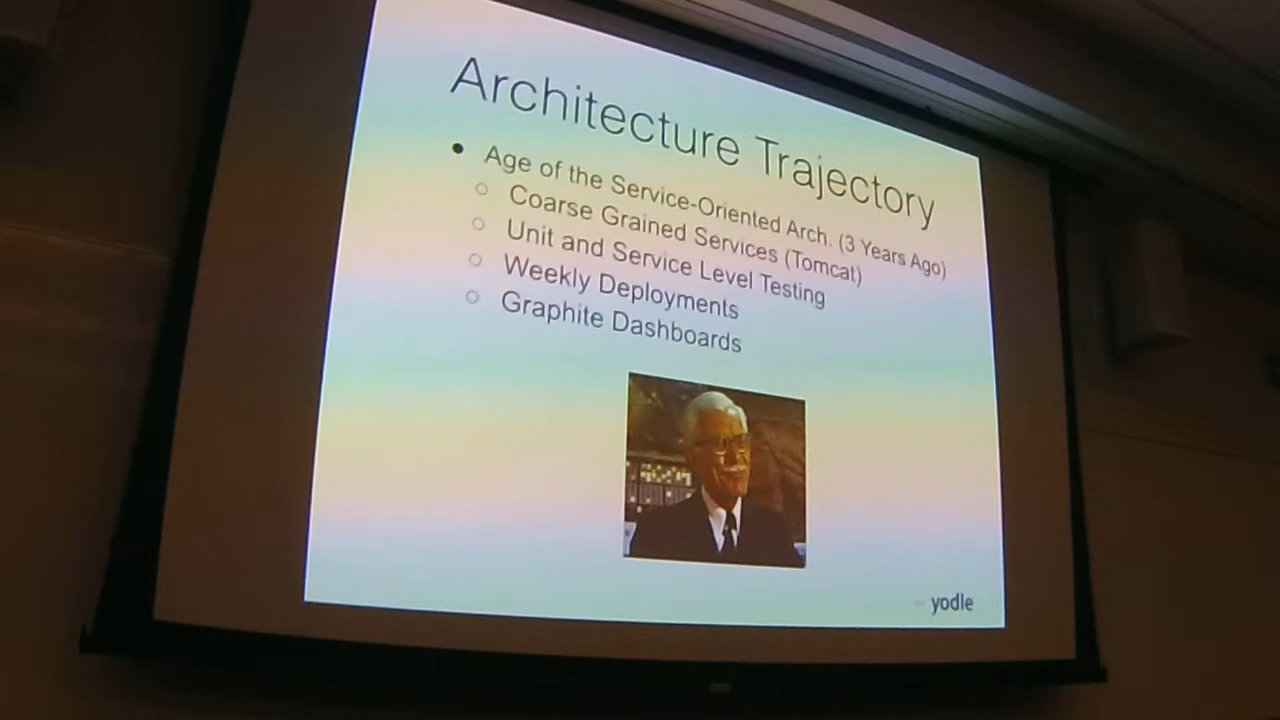 Architecture Trajectory
● Age of the Service-Oriented Arch. (3 Years Ago)
○ Coarse Grained Services (Tomcat)
○ Unit and Service Level Testing
○ Weekly Deployments
○ Graphite Dashboards
yodle